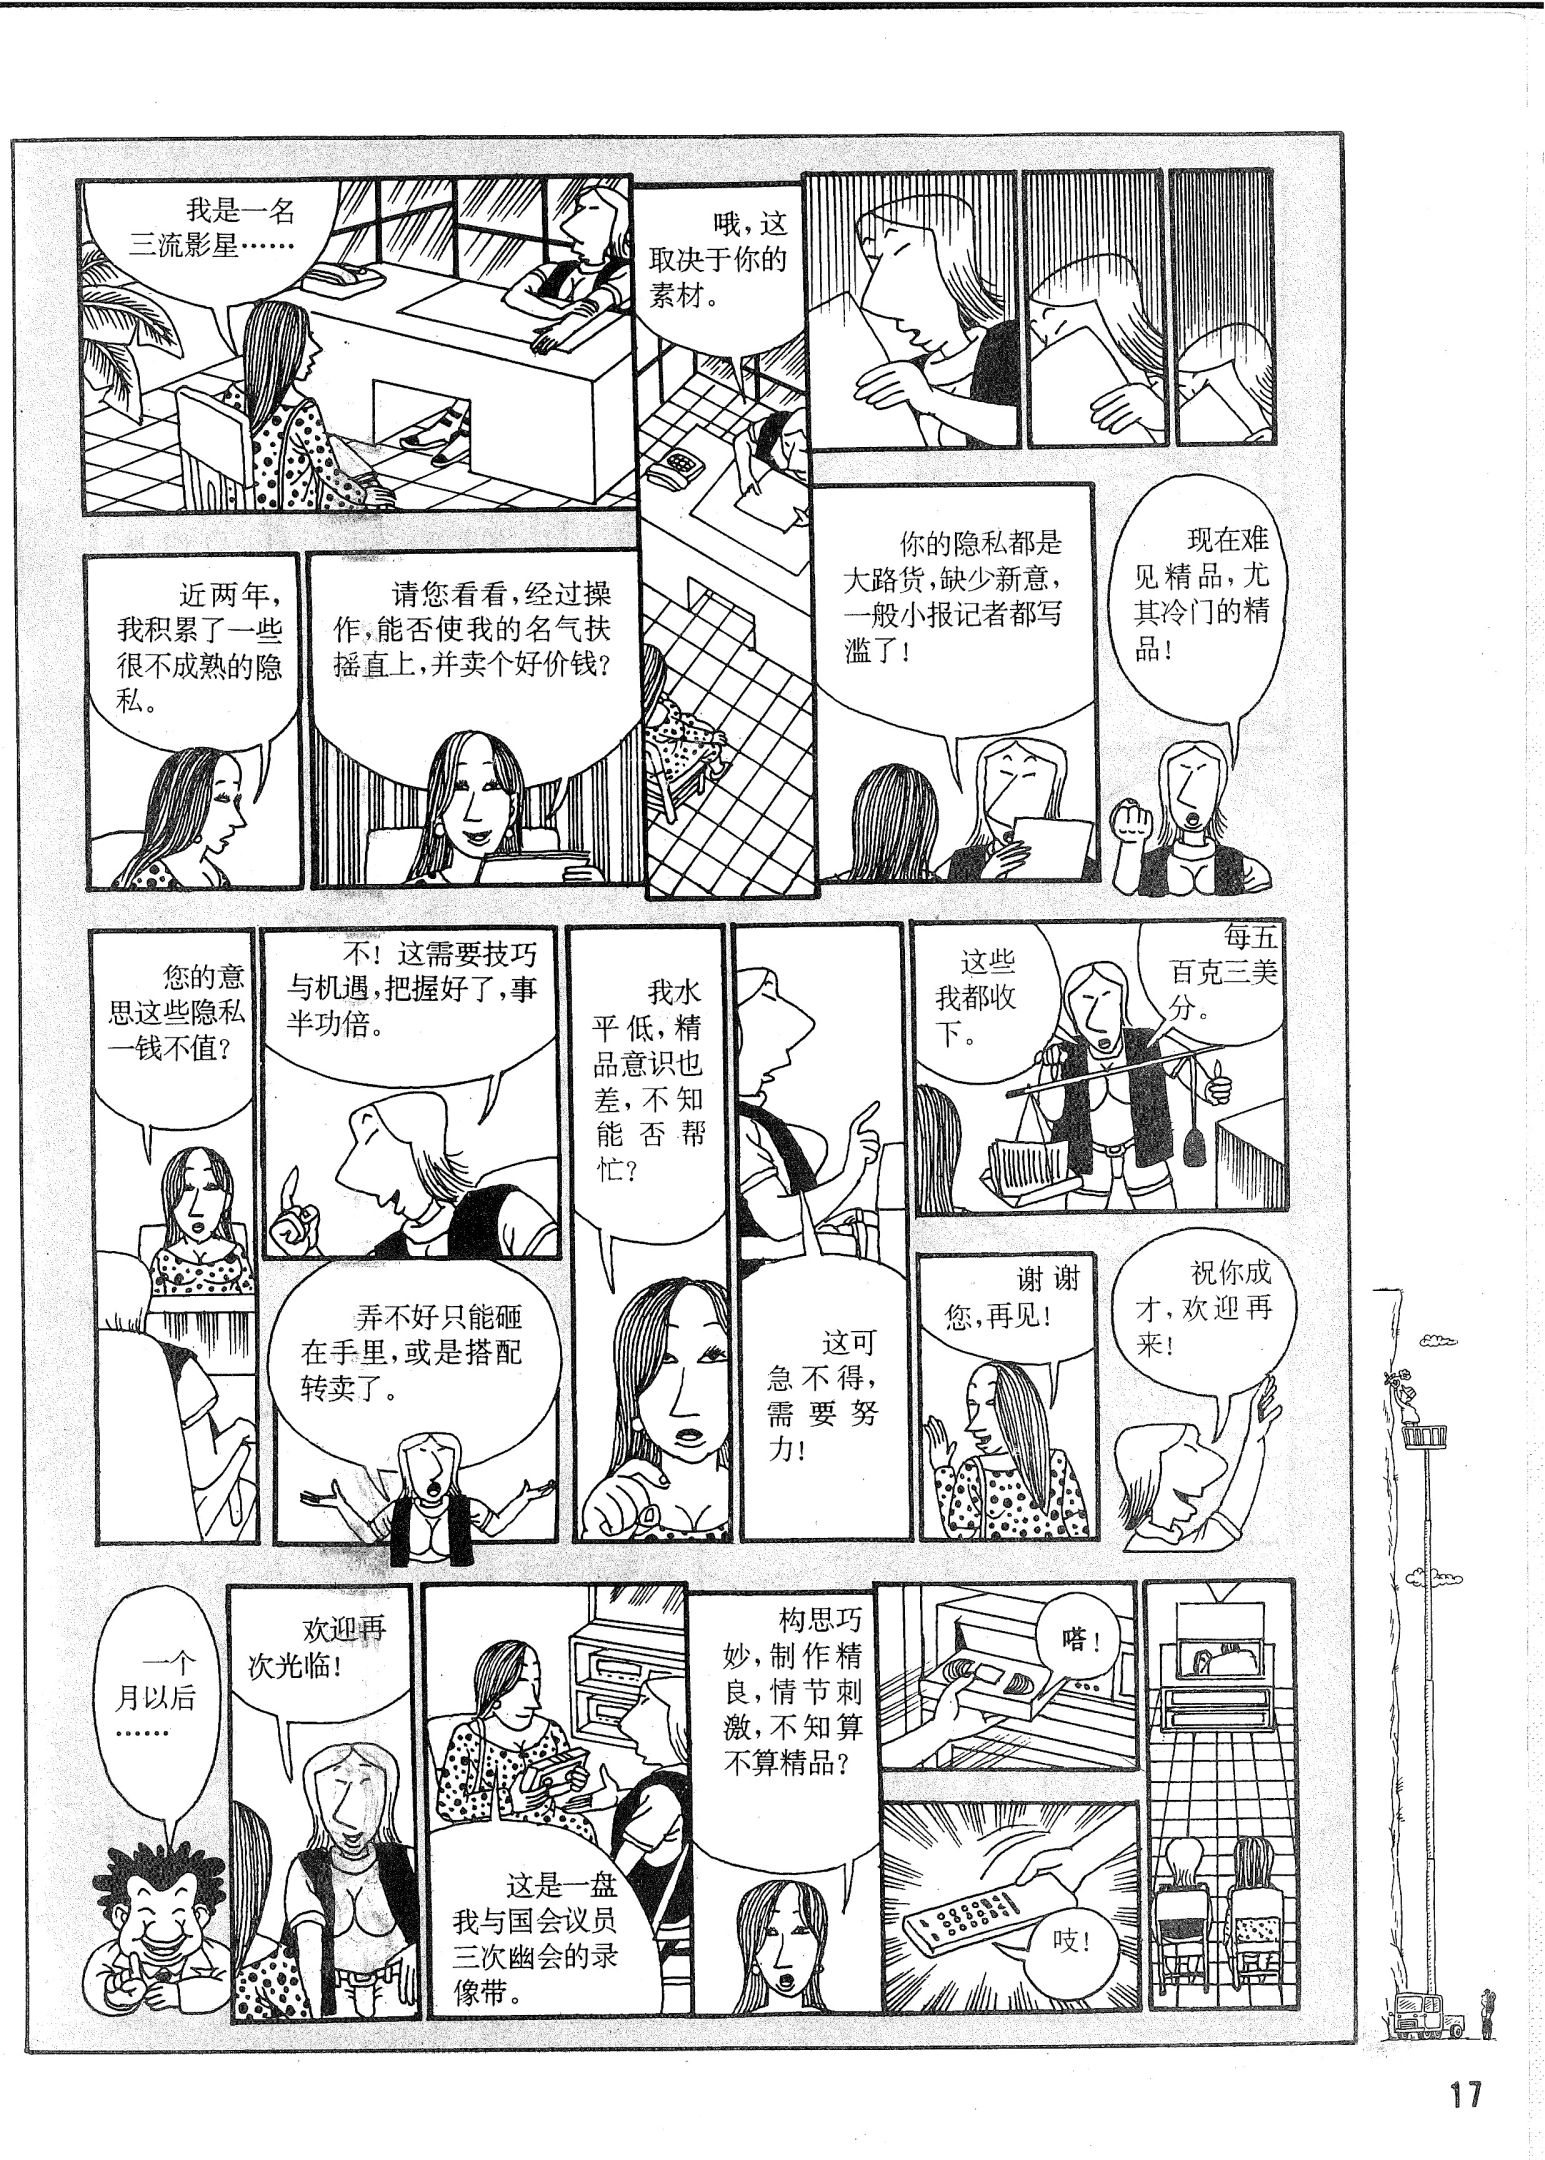 我是一名
三流影星……
近两年，
我积累了一些
很不成熟的隐
私。
请您看看，经过操
作，能否使我的名气扶
摇直上，并卖个好价钱？
哦，这
取决于你的
素材。
你的隐私都是
大路货，缺少新意，
一般小报记者都写
滥了！
现在难
见精品，尤
其冷门的精
品！
您的意
思这些隐私
一钱不值？
不！这需要技巧
与机遇，把握好了，事
半功倍。
弄不好只能砸
在手里，或是搭配
转卖了。
我水
平低，精
品意识也
差，不知
能否帮
忙？
这可
急不得，
需要努
力！
这些
我都收
下。
每五
百克三美
分。
谢谢
您，再见！
祝你成
才，欢迎再
来！
一个
月以后
……
欢迎再
次光临！
这是一盘
我与国会议员
三次幽会的录
像带。
构思巧
妙，制作精
良，情节刺
激，不知算
不算精品？
嗒！
吱！
17